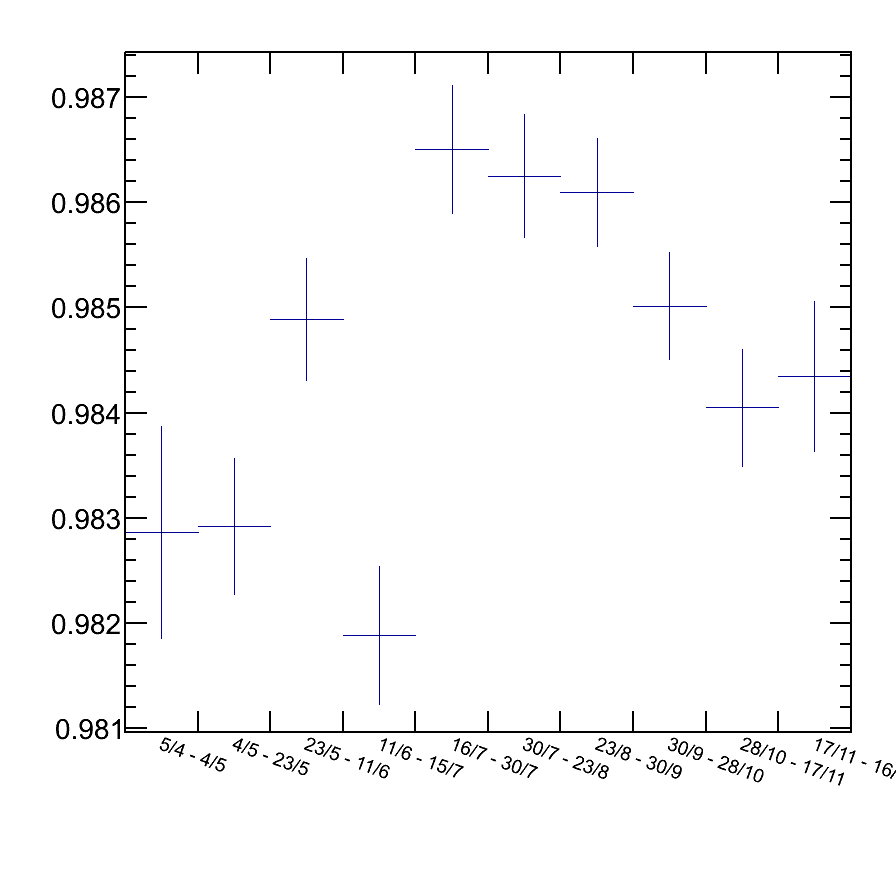 0.987
0.986
0.985
0.984
0.983
0.982
0.981
5/4 - 4/5
4/5 - 23/5
23/5 - 11/6
11/6 - 15/7
16/7 - 30/7
30/7 - 23/8
23/8 - 30/9
30/9 - 28/10
28/10 - 17/11
17/11 - 16/